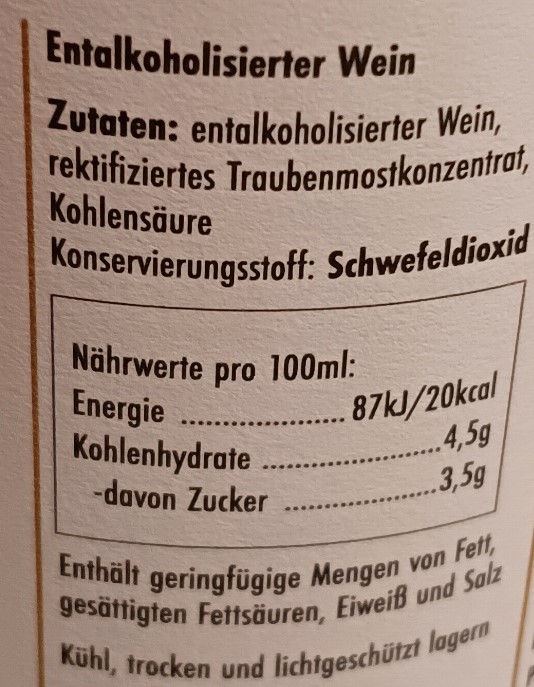 Entalkoholisierter Wein
Zutaten: entalkoholisierter Wein,
rektifiziertes Traubenmostkonzentrat,
Kohlensäure
Konservierungsstoff: Schwefeldioxid
Nährwerte pro 100ml:
Energie .................... 87kJ/20kcal
Kohlenhydrate ..................... 4,5g
-davon Zucker ................. 3,5g
Enthält geringfügige Mengen von Fett,
gesättigten Fettsäuren, Eiweiß und Salz
Kühl, trocken und lichtgeschützt lagern